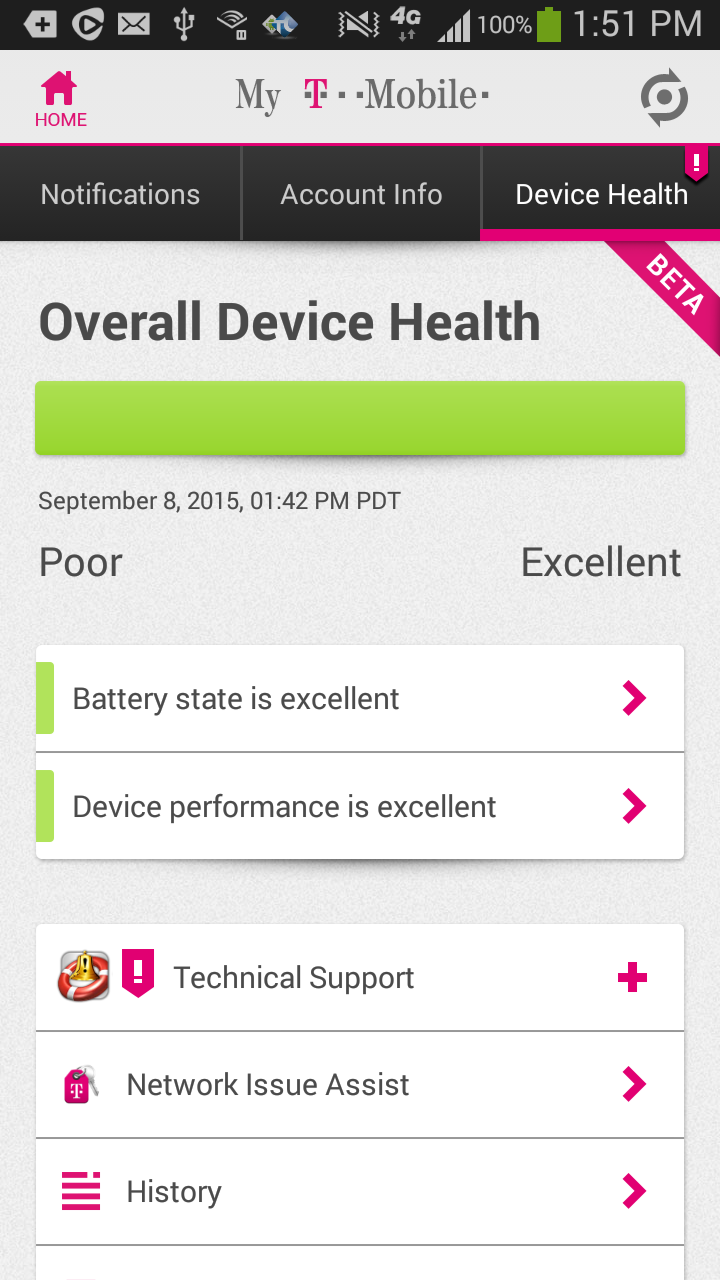 4G 100% 1:51 PM
HOME
My T··Mobile·
Notifications
Account Info
Device Health
BETA
Overall Device Health
September 8, 2015, 01:42 PM PDT
Poor
Excellent
Battery state is excellent
Device performance is excellent
Technical Support
T Network Issue Assist
History